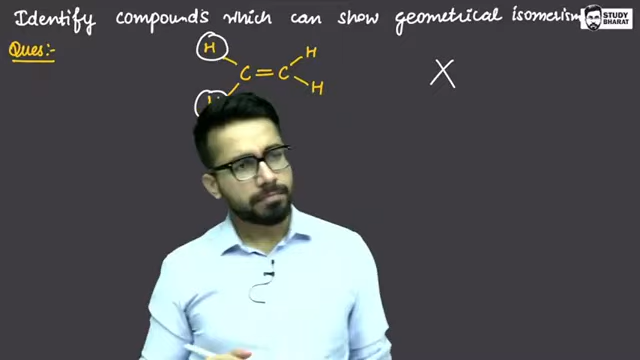 Identify compounds which can show geometrical isomerism
STUDY BHARAT
Ques:-
H H
C = C
H H
X